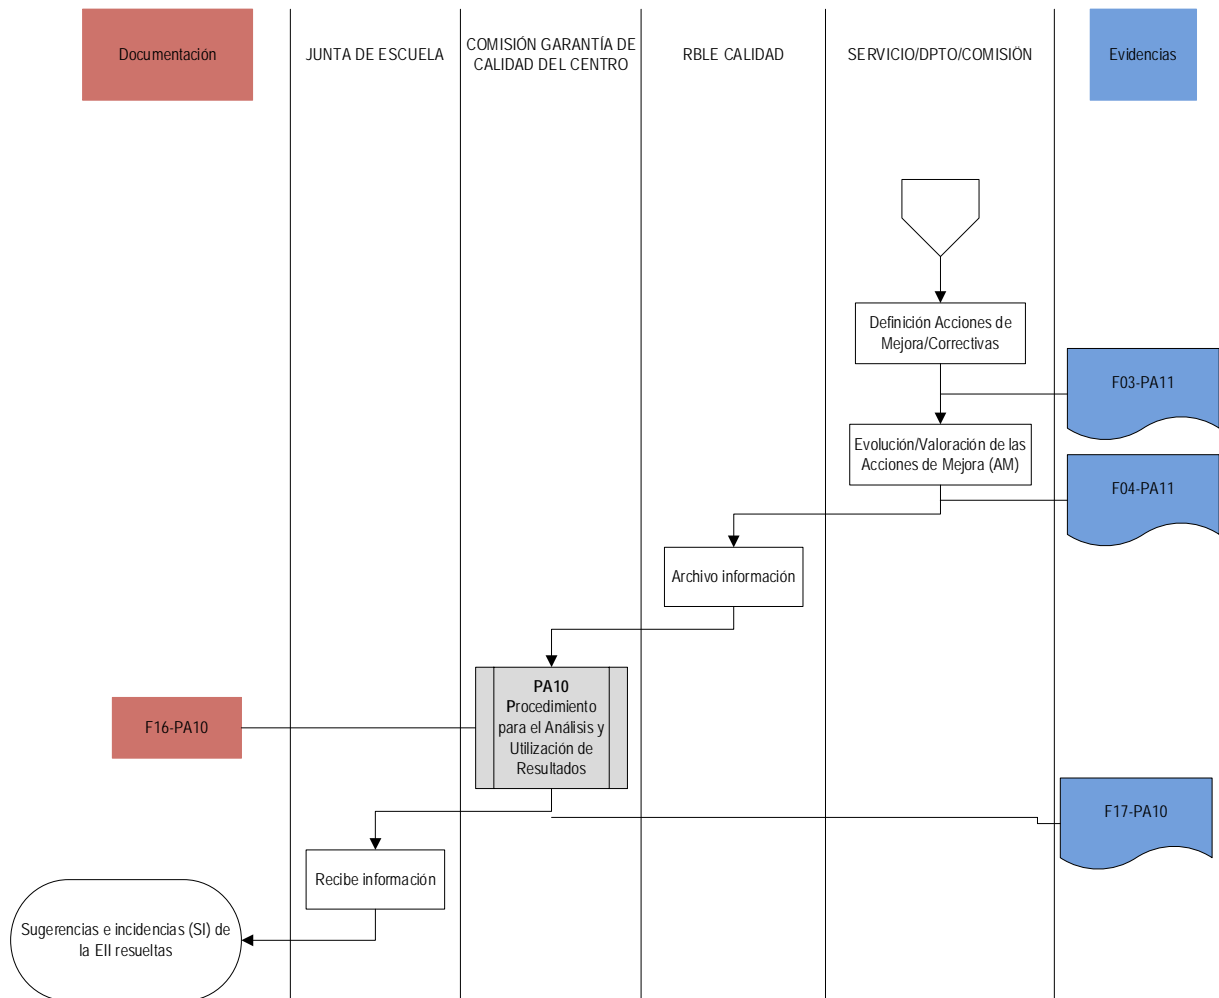 Documentación
JUNTA DE ESCUELA
COMISIÓN GARANTÍA DE
CALIDAD DEL CENTRO
RBLE CALIDAD
SERVICIO/DPTO/COMISIÖN
Evidencias
Definición Acciones de
Mejora/Correctivas
F03-PA11
Evolución/Valoración de las
Acciones de Mejora (AM)
F04-PA11
Archivo información
PA10
Procedimiento
para el Análisis y
Utilización de
Resultados
F16-PA10
F17-PA10
Recibe información
Sugerencias e incidencias (SI) de
la EII resueltas